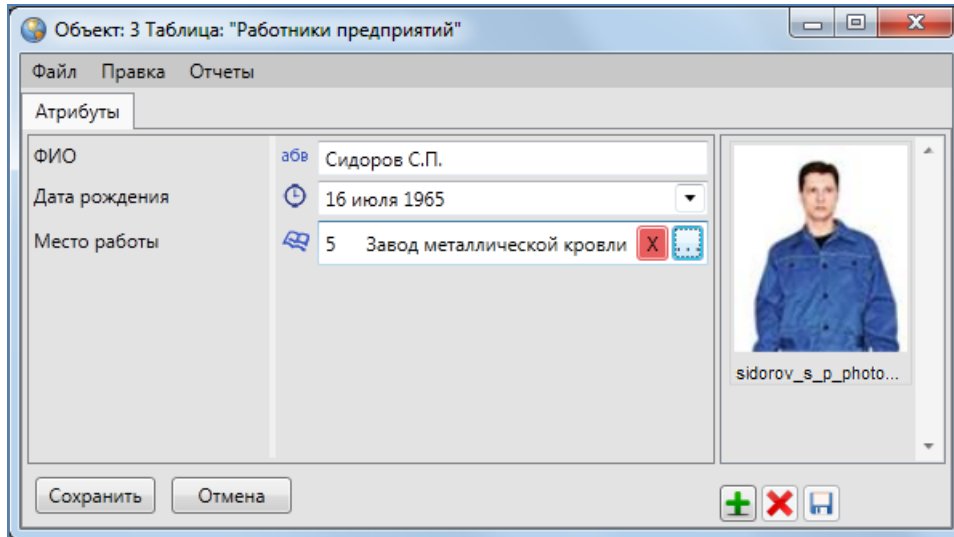 Объект: 3 Таблица: "Работники предприятий"
Файл Правка Отчеты
Атрибуты
ФИО абв Сидоров С.П.
Дата рождения 16 июля 1965
Место работы 5 Завод металлической кровли X ...
sidorov_s_p_photo...
Сохранить Отмена